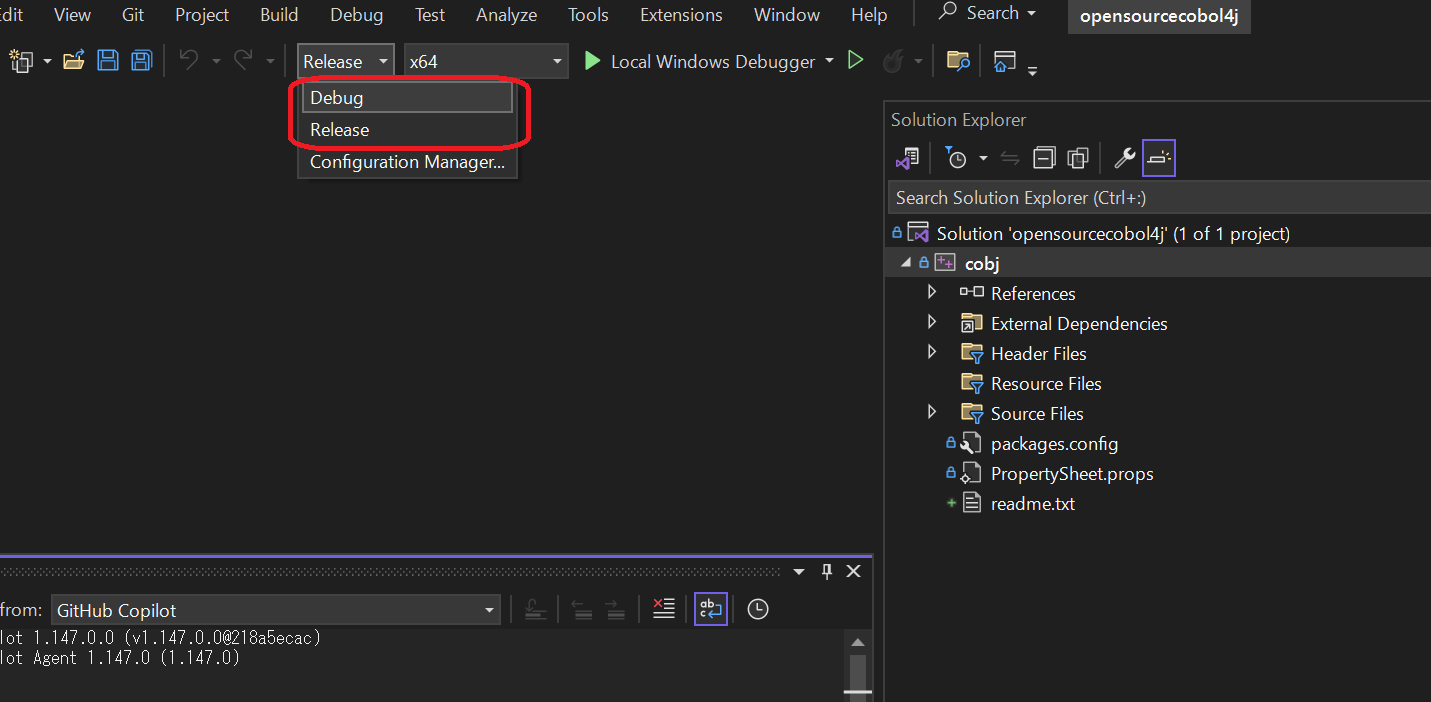 dit View Git Project Build Debug Test Analyze Tools Extensions Window Help Search opensourcecobol4j
Release x64 Local Windows Debugger
Debug
Release
Configuration Manager...
Solution Explorer
Search Solution Explorer (Ctrl+:)
Solution 'opensourcecobol4j' (1 of 1 project)
cobj
References
External Dependencies
Header Files
Resource Files
Source Files
packages.config
PropertySheet.props
readme.txt
from: GitHub Copilot
lot 1.147.0.0 (v1.147.0.0@218a5ecac)
lot Agent 1.147.0 (1.147.0)